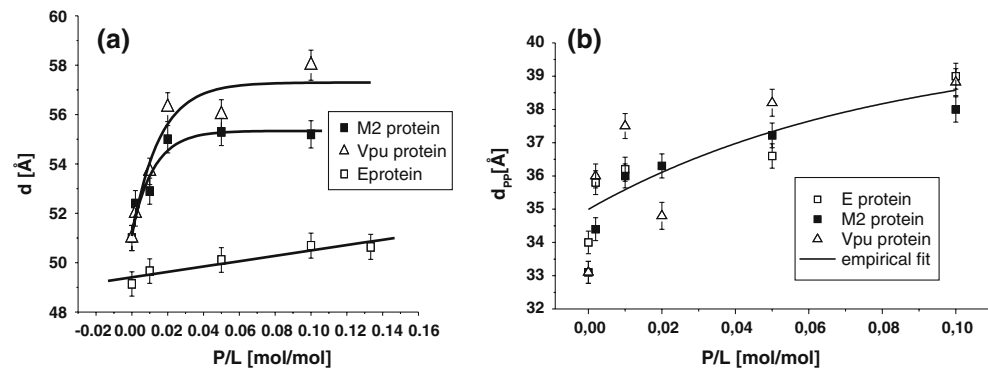 (a)
60
58
56
54
52
50
48
d [Å]
M2 protein
Vpu protein
Eprotein
-0.02 0.00 0.02 0.04 0.06 0.08 0.10 0.12 0.14 0.16
P/L [mol/mol]
(b)
40
39
38
37
36
35
34
33
32
dpp[Å]
E protein
M2 protein
Vpu protein
empirical fit
0,00 0,02 0,04 0,06 0,08 0,10
P/L [mol/mol]